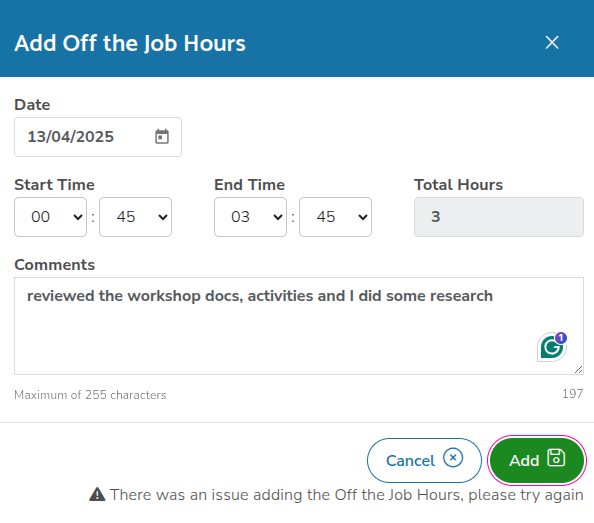 Add Off the Job Hours
Date
13/04/2025
Start Time End Time Total Hours
00 : 45 03 : 45 3
Comments
reviewed the workshop docs, activities and I did some research
1
Maximum of 255 characters 197
Cancel Add
There was an issue adding the Off the Job Hours, please try again